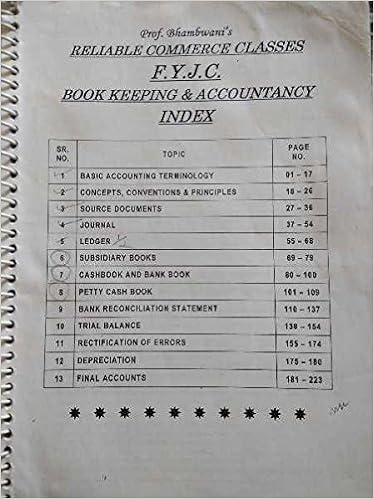 Prof. Bhambwani's
RELIABLE COMMERCE CLASSES
F.Y.J.C.
BOOK KEEPING & ACCOUNTANCY
INDEX
SR. NO. TOPIC PAGE NO.
1 BASIC ACCOUNTING TERMINOLOGY 01 – 17
2 CONCEPTS, CONVENTIONS & PRINCIPLES 18 – 26
3 SOURCE DOCUMENTS 27 – 36
4 JOURNAL 37 – 54
5 LEDGER 55 – 68
6 SUBSIDIARY BOOKS 69 – 79
7 CASHBOOK AND BANK BOOK 80 – 100
8 PETTY CASH BOOK 101 – 109
9 BANK RECONCILIATION STATEMENT 110 – 137
10 TRIAL BALANCE 138 – 154
11 RECTIFICATION OF ERRORS 155 – 174
12 DEPRECIATION 175 – 180
13 FINAL ACCOUNTS 181 – 223